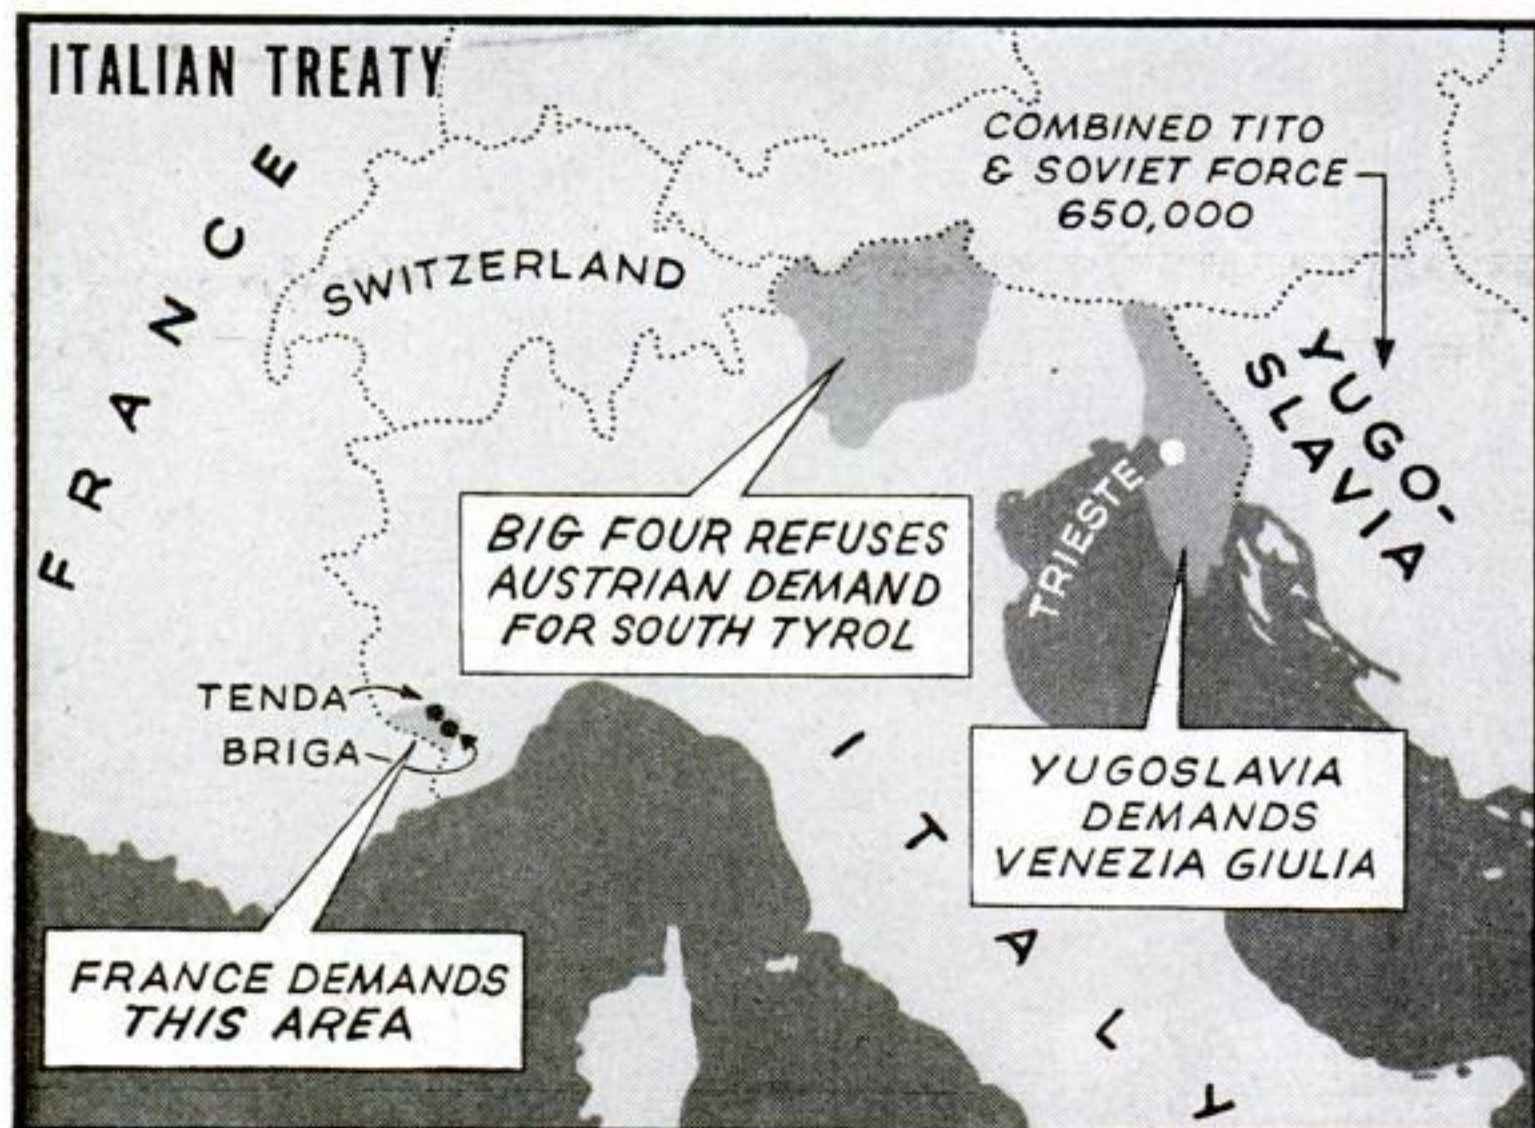 ITALIAN TREATY
FRANCE
SWITZERLAND
COMBINED TITO
& SOVIET FORCE
650,000
YUGO-
SLAVIA
TRIESTE
BIG FOUR REFUSES
AUSTRIAN DEMAND
FOR SOUTH TYROL
TENDA
BRIGA
YUGOSLAVIA
DEMANDS
VENEZIA GIULIA
ITALY
FRANCE DEMANDS
THIS AREA